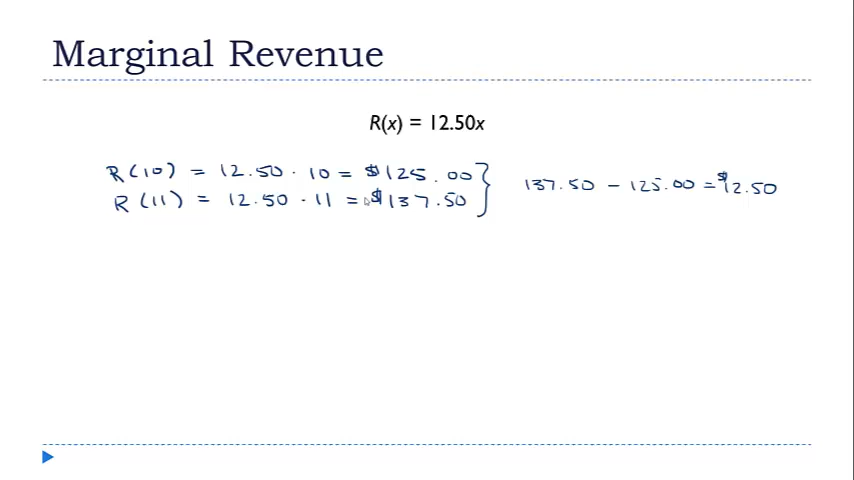 Marginal Revenue
R(x) = 12.50x
R(10) = 12.50 · 10 = $125.00
R(11) = 12.50 · 11 = $137.50
137.50 − 125.00 = $12.50